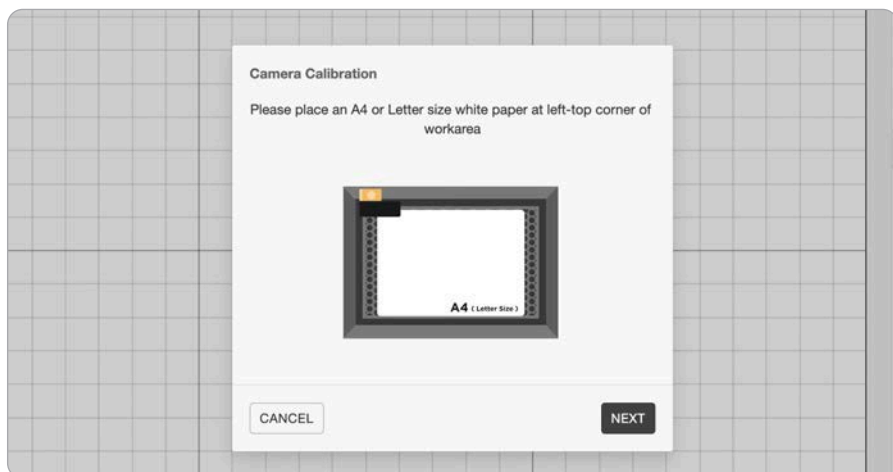 Camera Calibration
Please place an A4 or Letter size white paper at left-top corner of
workarea
A4 ( Letter Size )
CANCEL
NEXT